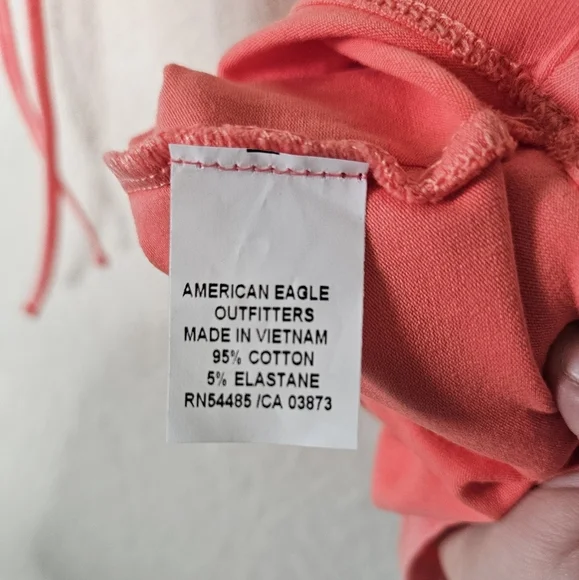 AMERICAN EAGLE
OUTFITTERS
MADE IN VIETNAM
95% COTTON
5% ELASTANE
RN54485 /CA 03873